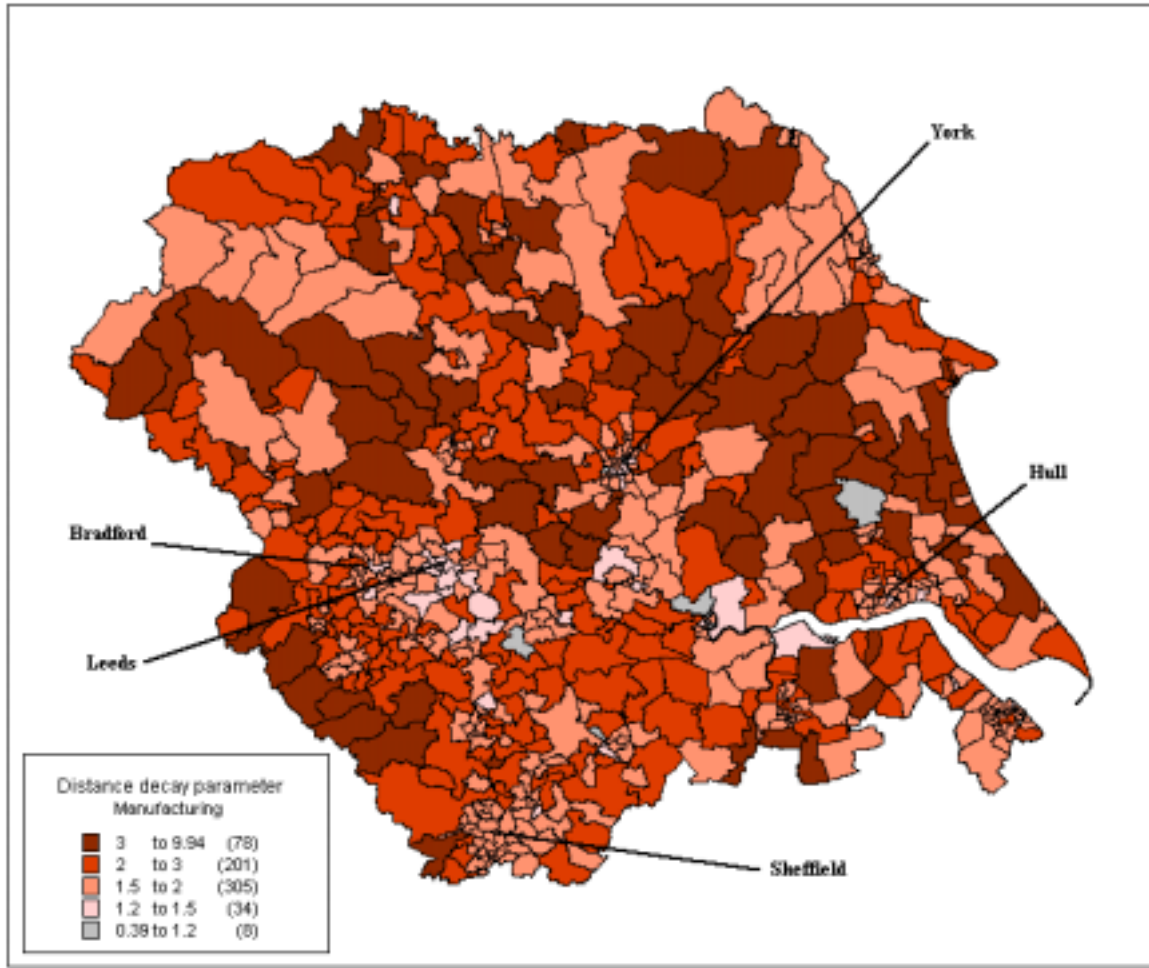 York
Hull
Bradford
Leeds
Sheffield
Distance decay parameter
Manufacturing
3 to 9.94 (78)
2 to 3 (201)
1.5 to 2 (305)
1.2 to 1.5 (34)
0.39 to 1.2 (8)